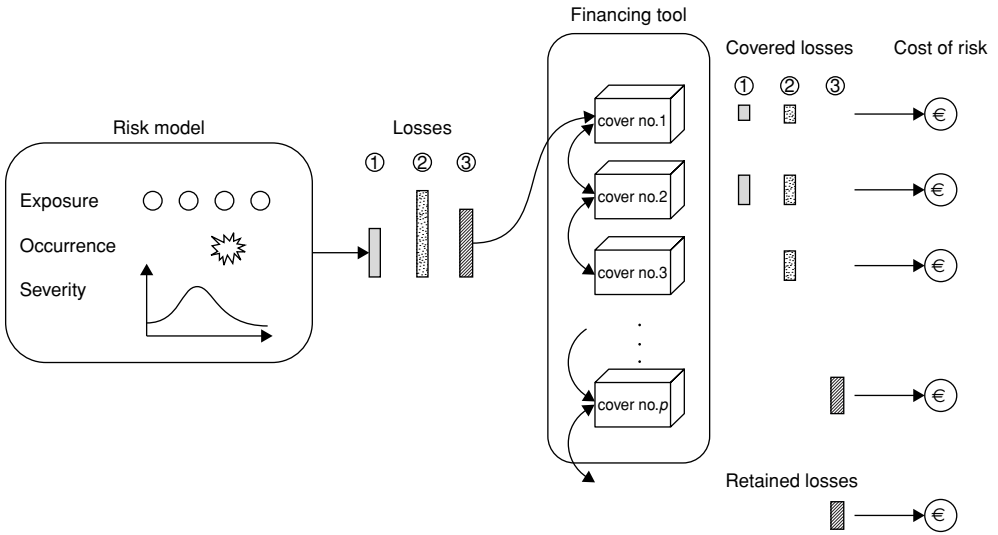 Financing tool
Risk model
Exposure
Occurrence
Severity
Losses
① ② ③
cover no.1
cover no.2
cover no.3
cover no.p
Covered losses
① ② ③
Cost of risk
€
€
€
€
Retained losses
€